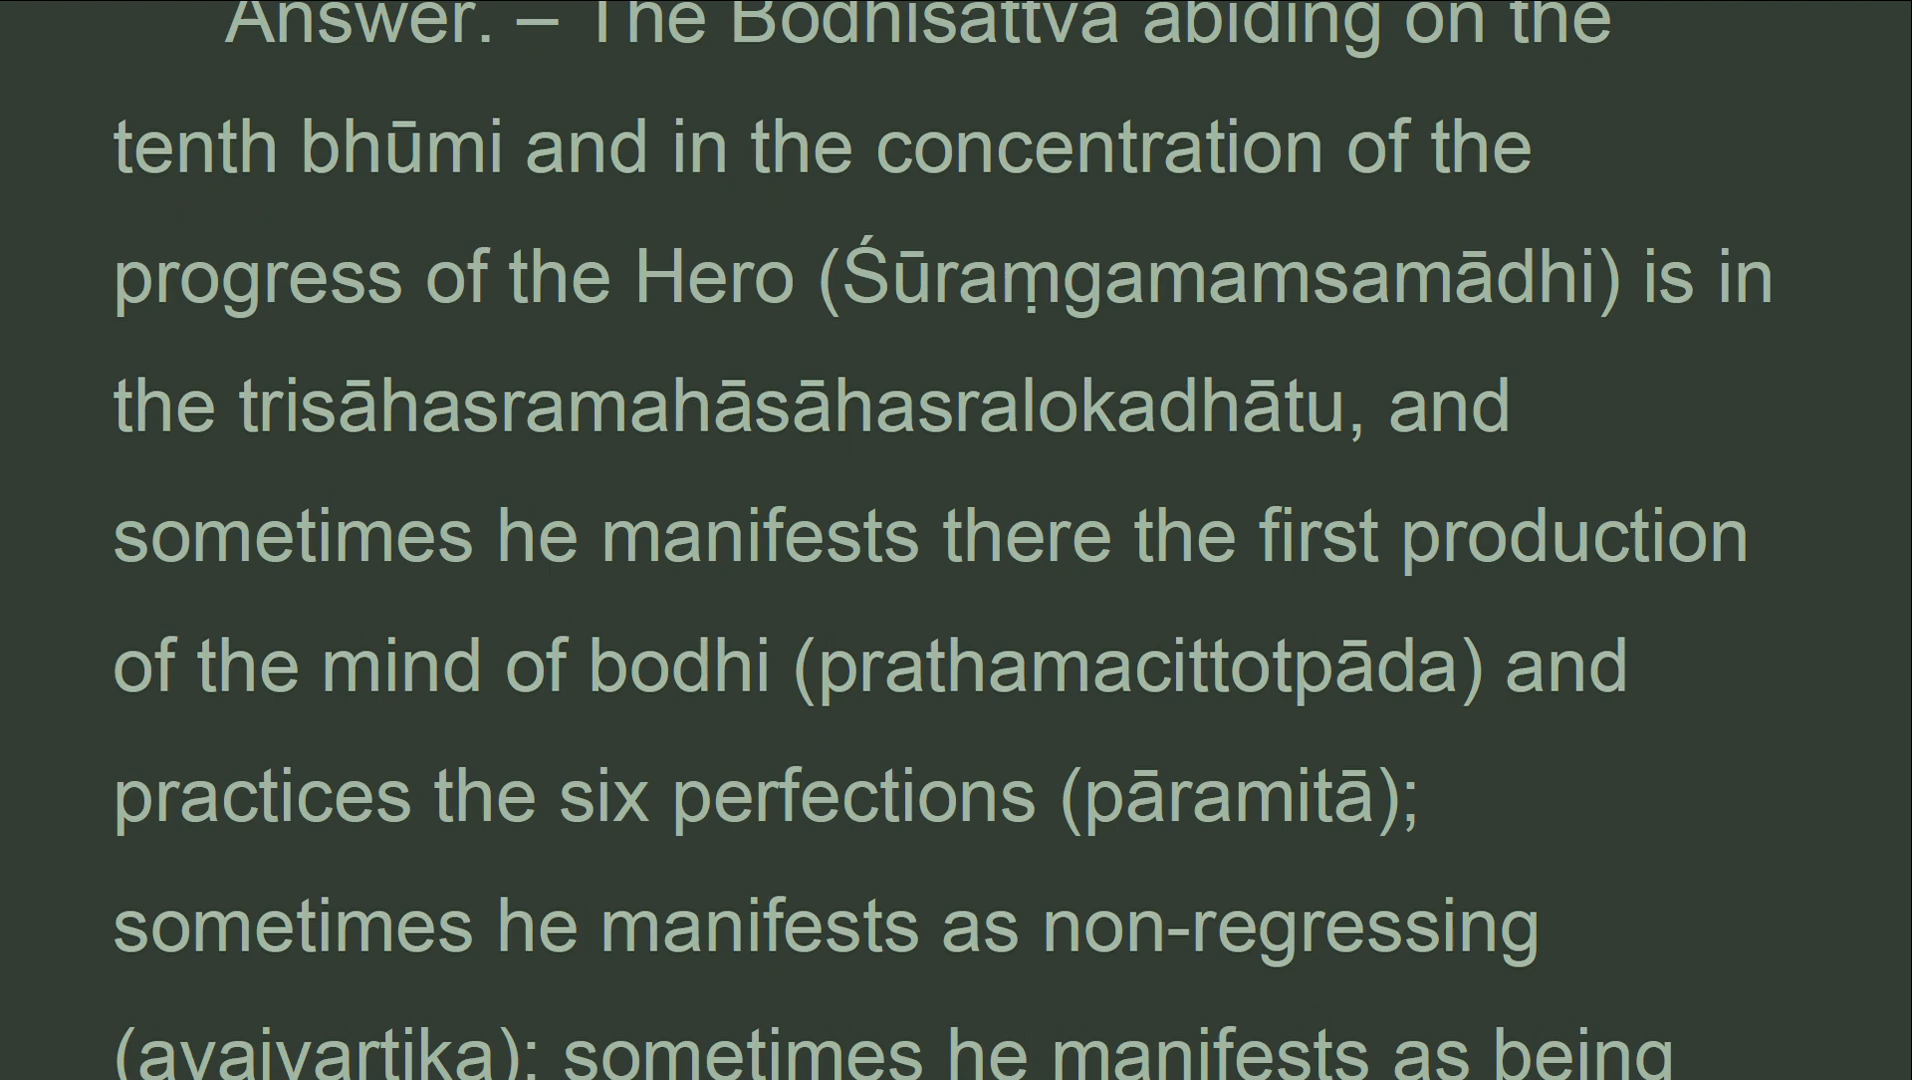 Answer. – The Bodhisattva abiding on the
tenth bhūmi and in the concentration of the
progress of the Hero (Śūraṃgamamsamādhi) is in
the trisāhasramahāsāhasralokadhātu, and
sometimes he manifests there the first production
of the mind of bodhi (prathamacittotpāda) and
practices the six perfections (pāramitā);
sometimes he manifests as non-regressing
(avaivartika); sometimes he manifests as being